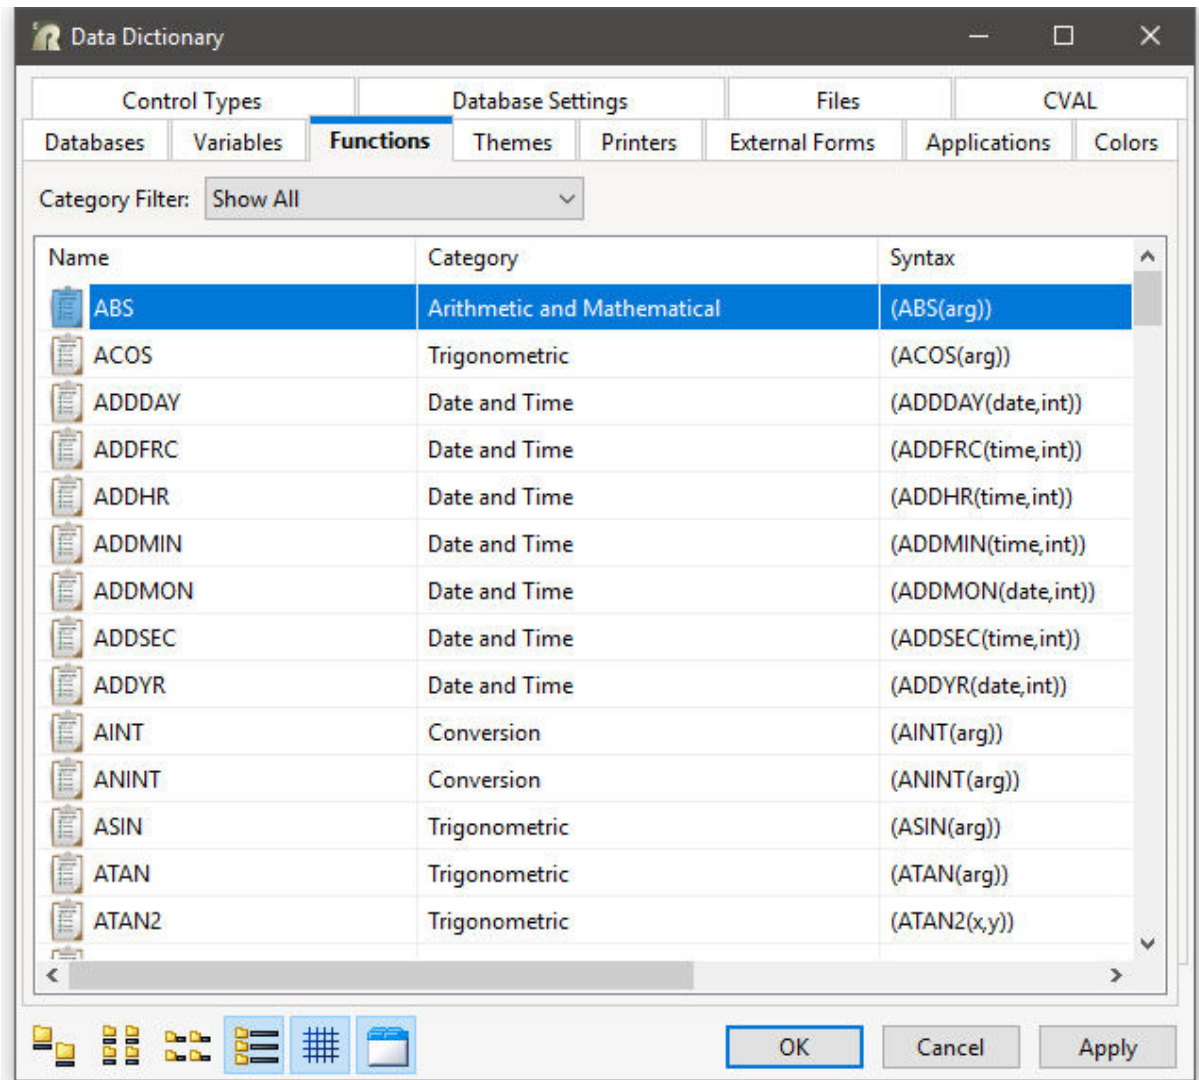 Data Dictionary
Control Types Database Settings Files CVAL
Databases Variables Functions Themes Printers External Forms Applications Colors
Category Filter: Show All
Name Category Syntax
ABS Arithmetic and Mathematical (ABS(arg))
ACOS Trigonometric (ACOS(arg))
ADDDAY Date and Time (ADDDAY(date,int))
ADDFRC Date and Time (ADDFRC(time,int))
ADDHR Date and Time (ADDHR(time,int))
ADDMIN Date and Time (ADDMIN(time,int))
ADDMON Date and Time (ADDMON(date,int))
ADDSEC Date and Time (ADDSEC(time,int))
ADDYR Date and Time (ADDYR(date,int))
AINT Conversion (AINT(arg))
ANINT Conversion (ANINT(arg))
ASIN Trigonometric (ASIN(arg))
ATAN Trigonometric (ATAN(arg))
ATAN2 Trigonometric (ATAN2(x,y))
OK Cancel Apply